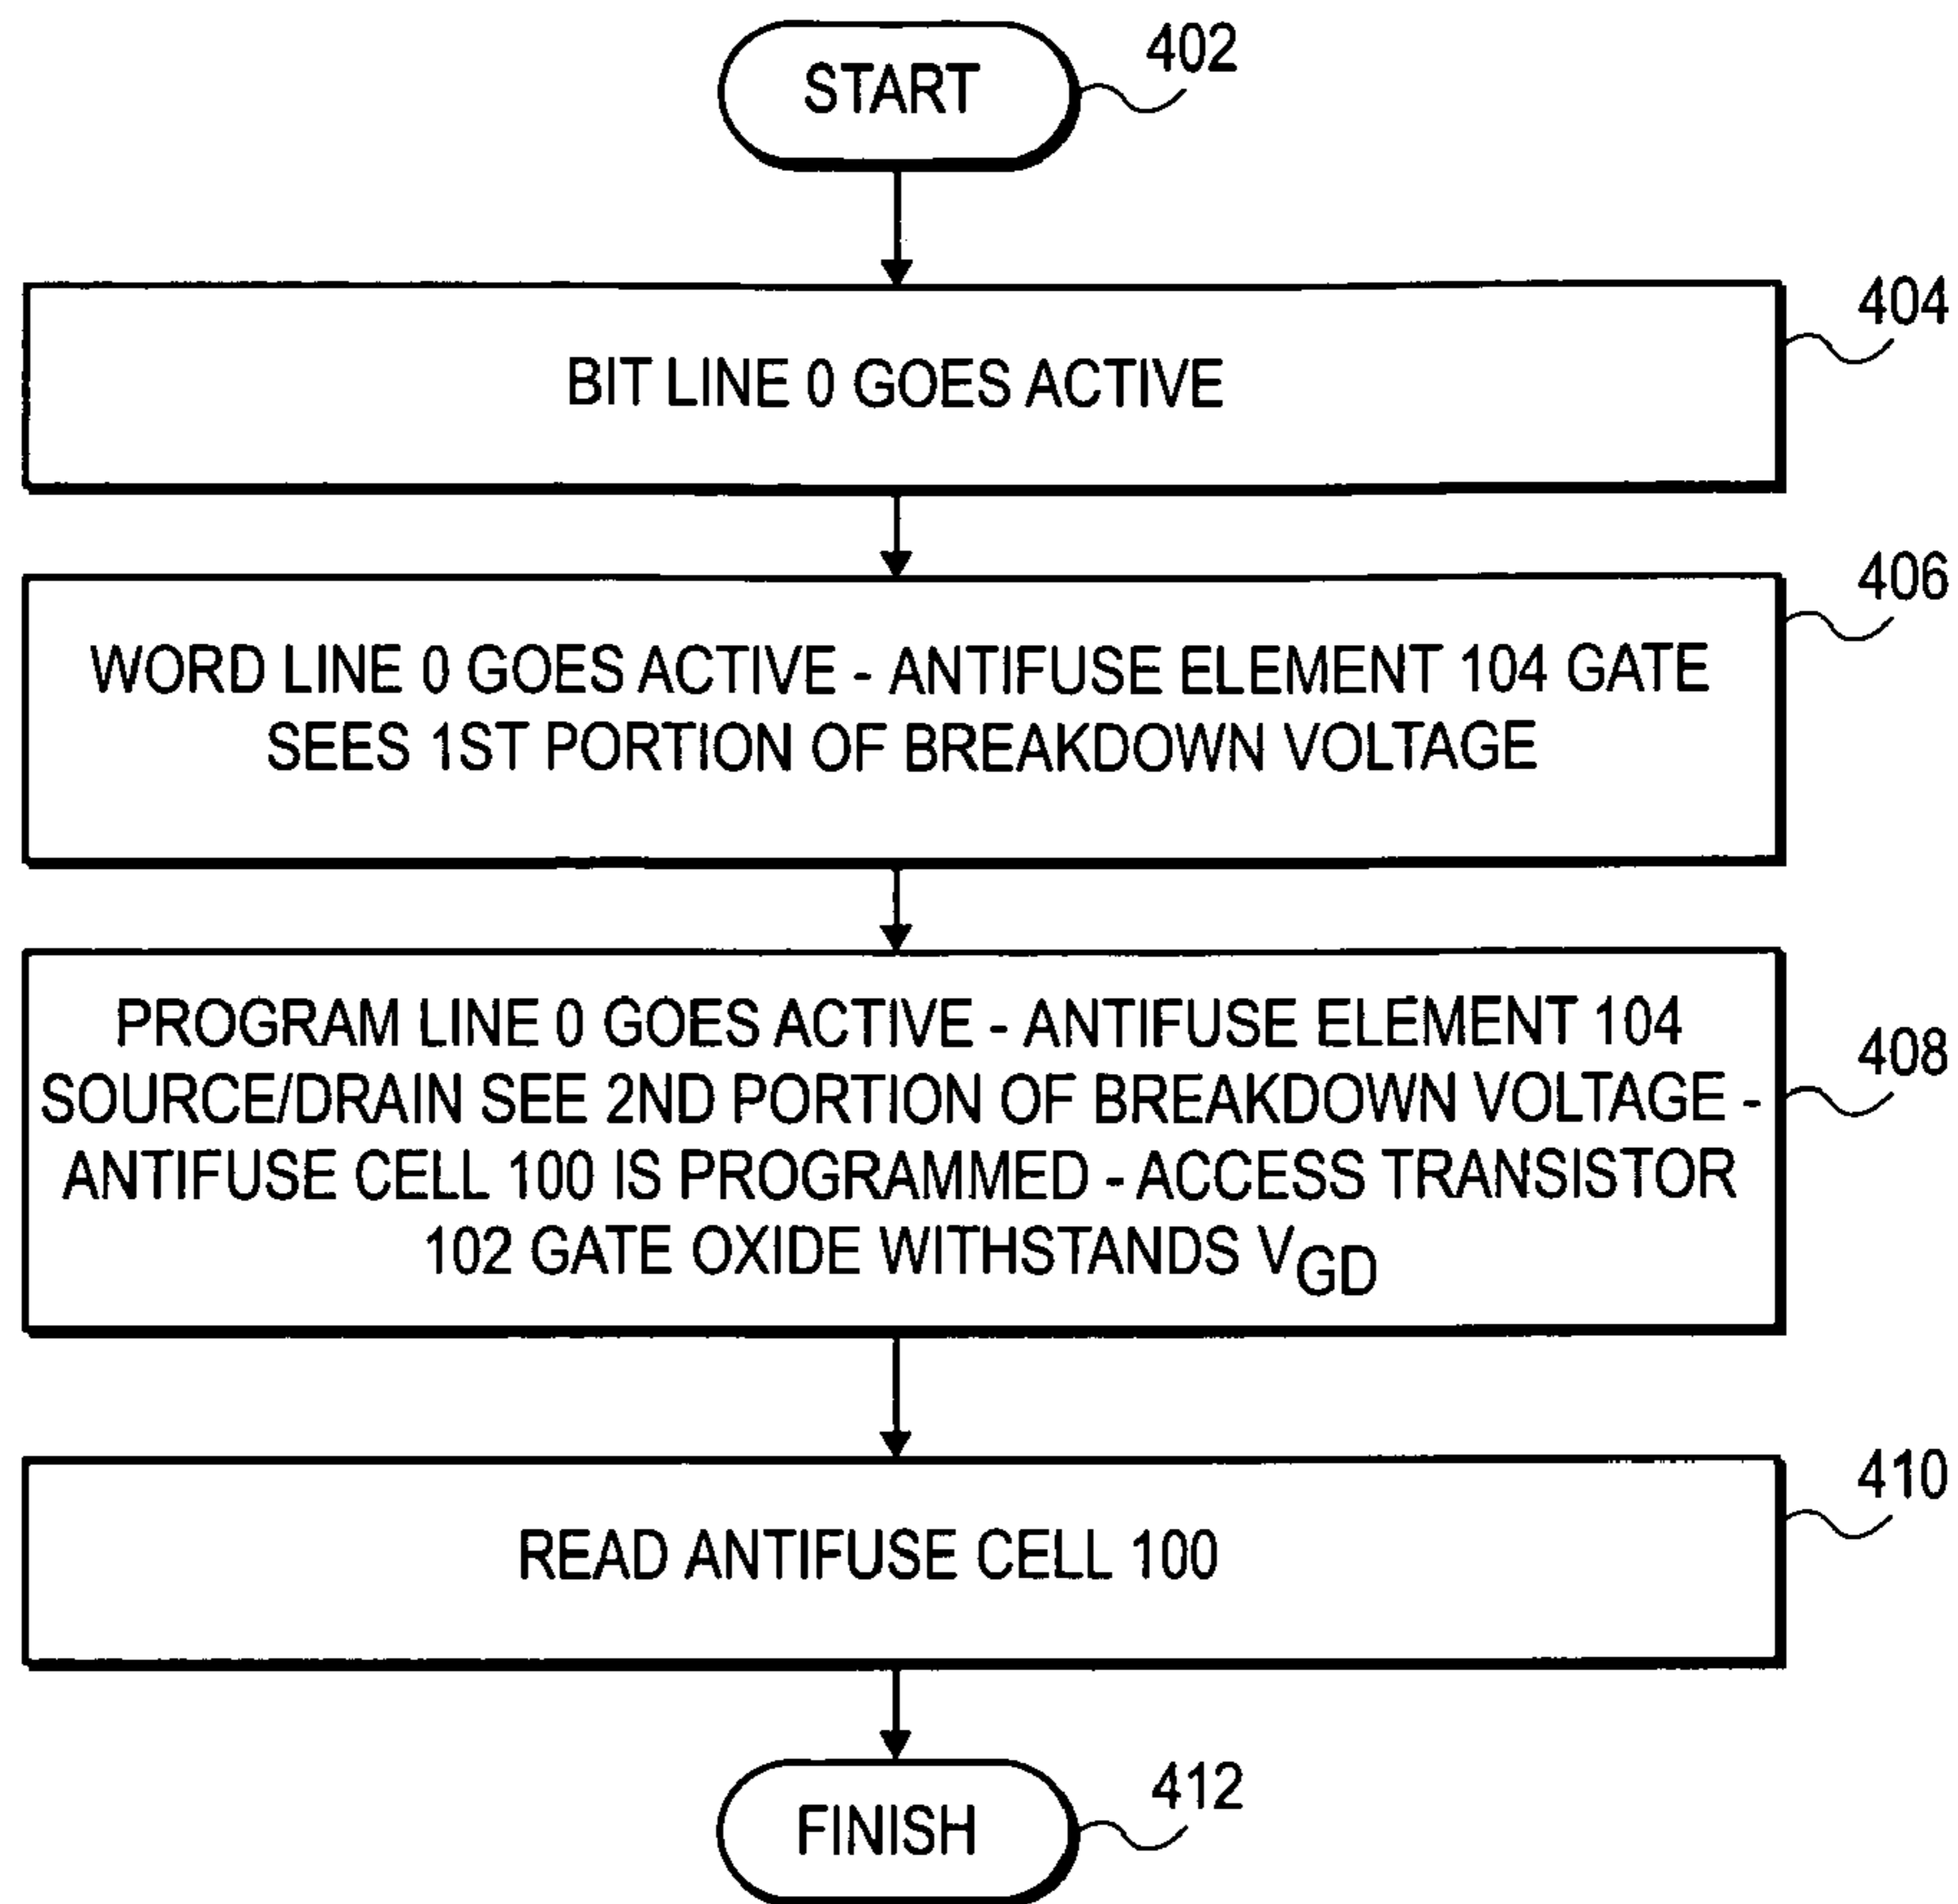 START
402
BIT LINE 0 GOES ACTIVE
404
WORD LINE 0 GOES ACTIVE - ANTIFUSE ELEMENT 104 GATE
SEES 1ST PORTION OF BREAKDOWN VOLTAGE
406
PROGRAM LINE 0 GOES ACTIVE - ANTIFUSE ELEMENT 104
SOURCE/DRAIN SEE 2ND PORTION OF BREAKDOWN VOLTAGE -
ANTIFUSE CELL 100 IS PROGRAMMED - ACCESS TRANSISTOR
102 GATE OXIDE WITHSTANDS VGD
408
READ ANTIFUSE CELL 100
410
FINISH
412